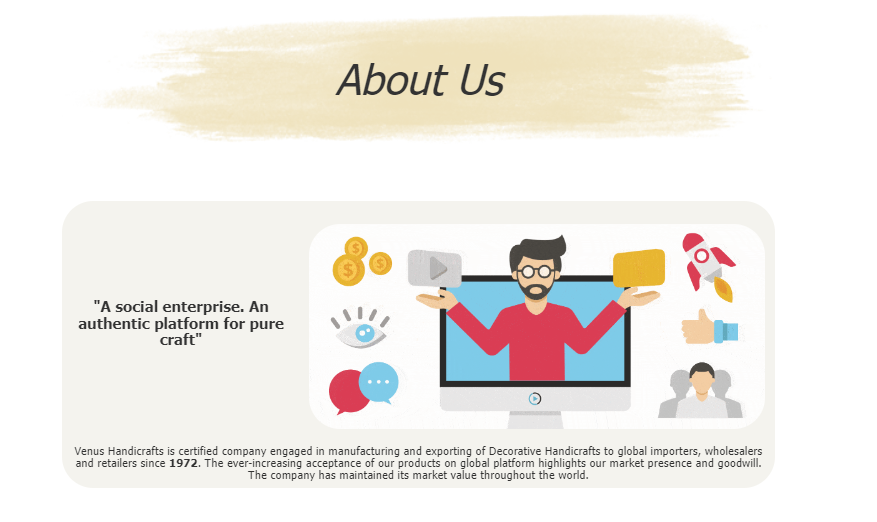 About Us
"A social enterprise. An
authentic platform for pure
craft"
Venus Handicrafts is certified company engaged in manufacturing and exporting of Decorative Handicrafts to global importers, wholesalers
and retailers since 1972. The ever-increasing acceptance of our products on global platform highlights our market presence and goodwill.
The company has maintained its market value throughout the world.